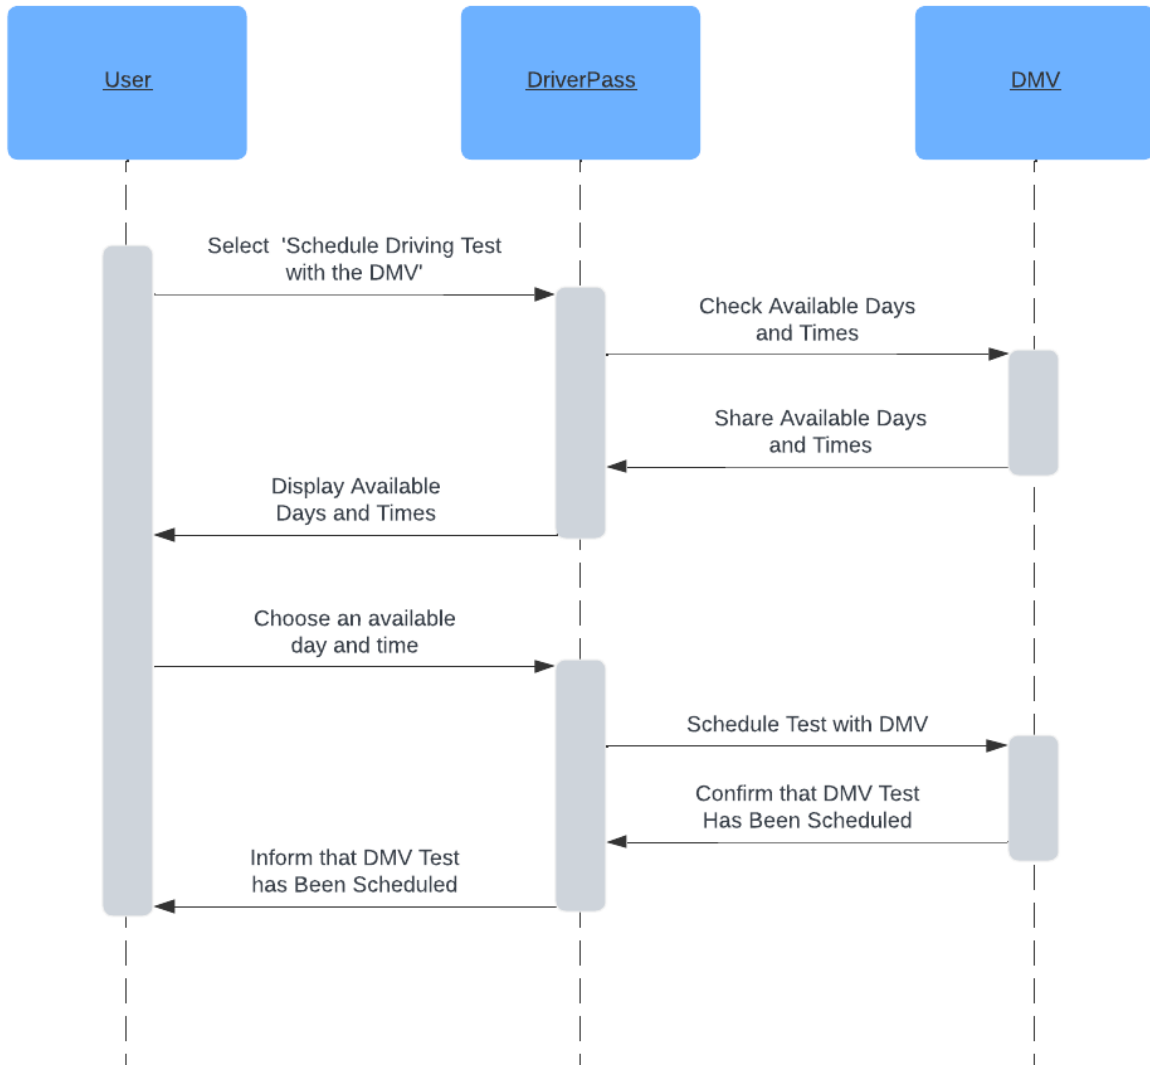 User
DriverPass
DMV
Select  'Schedule Driving Test
with the DMV'
Check Available Days
and Times
Share Available Days
and Times
Display Available
Days and Times
Choose an available
day and time
Schedule Test with DMV
Confirm that DMV Test
Has Been Scheduled
Inform that DMV Test
has Been Scheduled